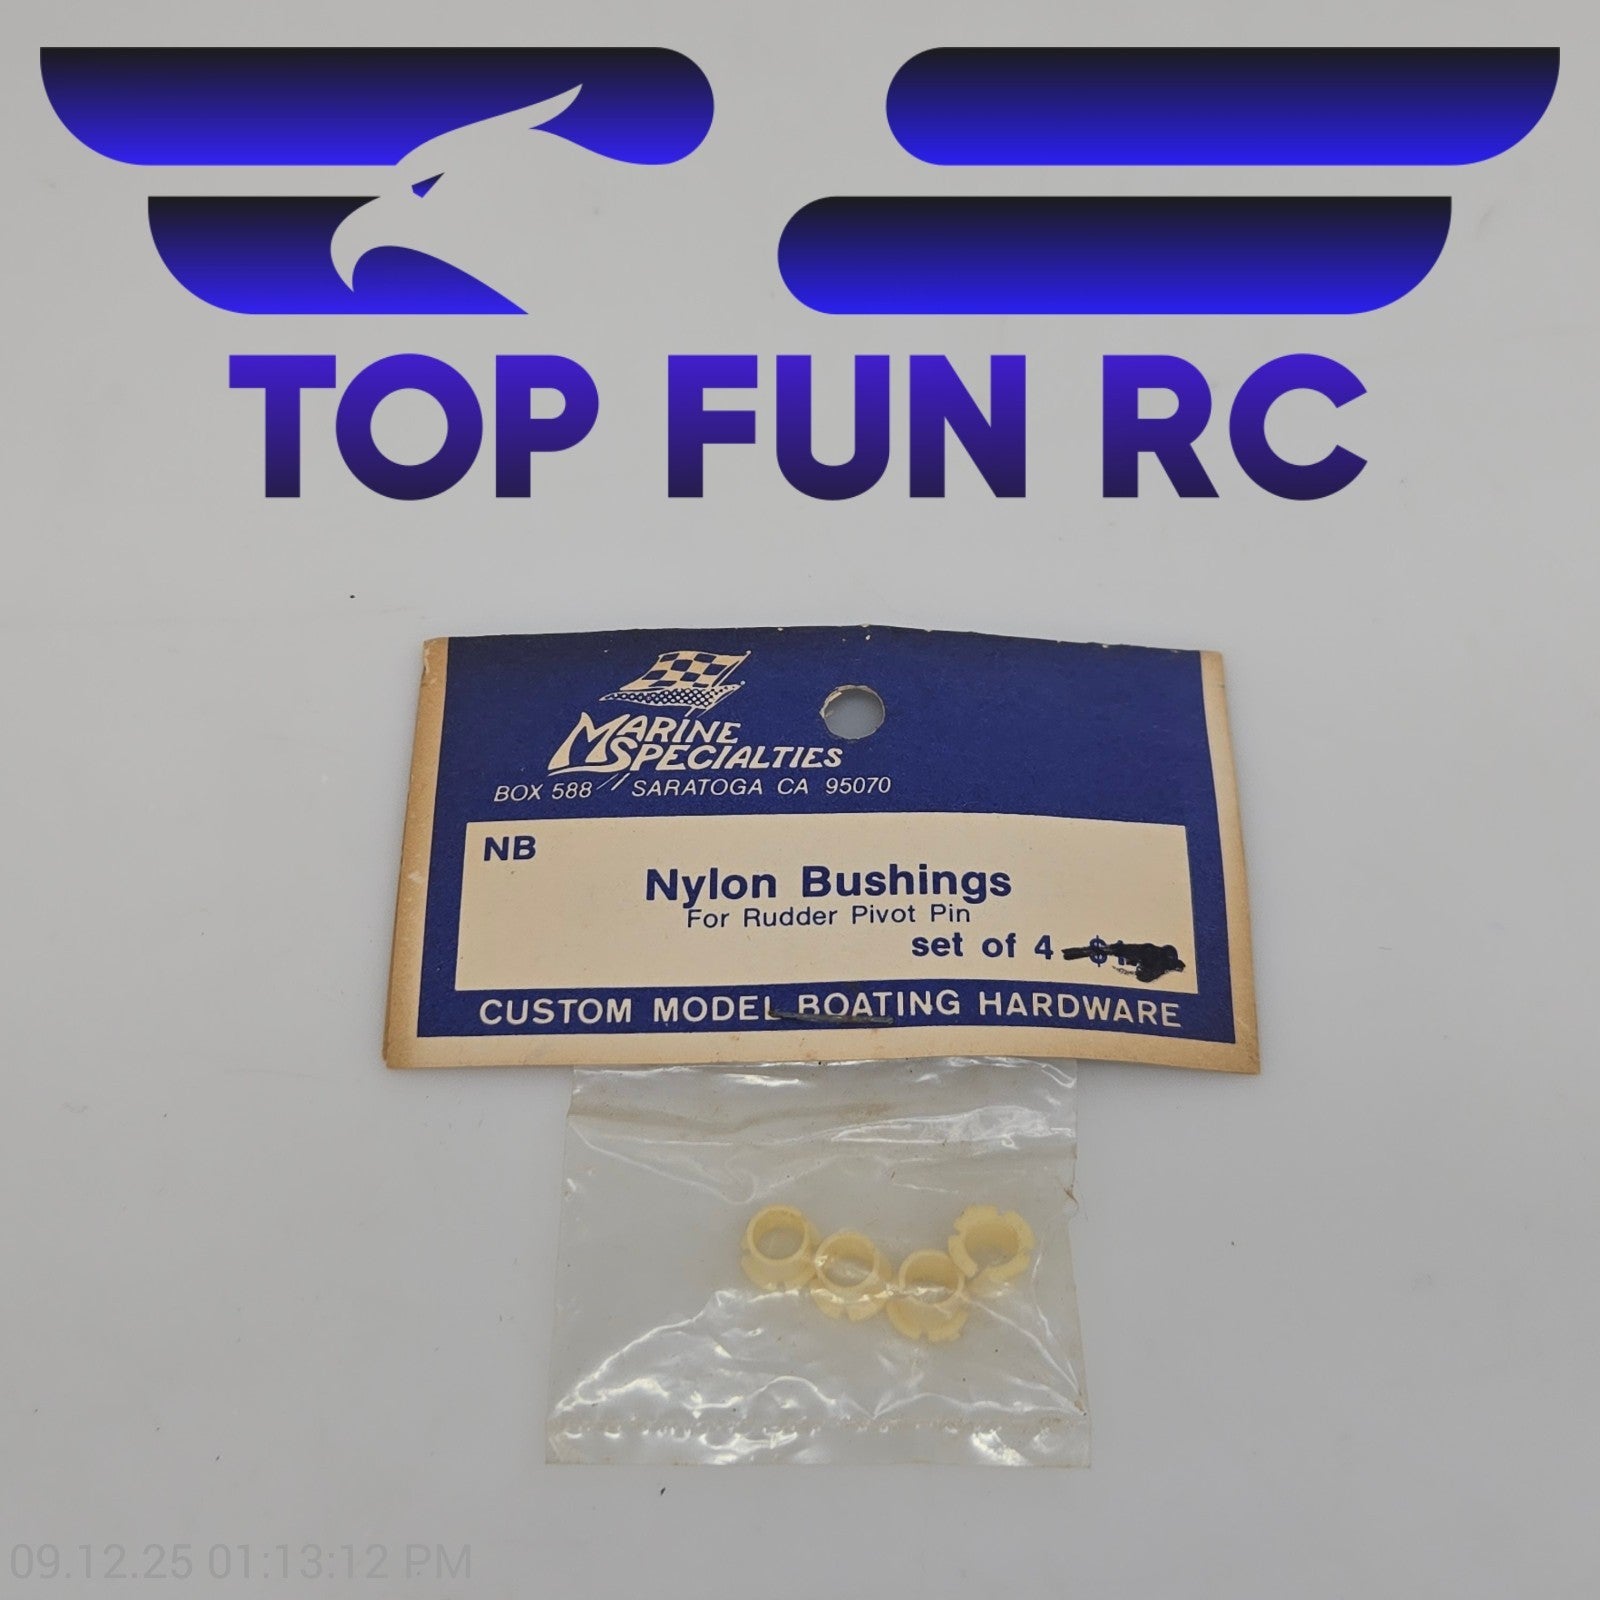 TOP FUN RC
MARINE
SPECIALTIES
BOX 588 // SARATOGA CA 95070
NB
Nylon Bushings
For Rudder Pivot Pin
set of 4
CUSTOM MODEL BOATING HARDWARE
09.12.25 01:13:12 PM